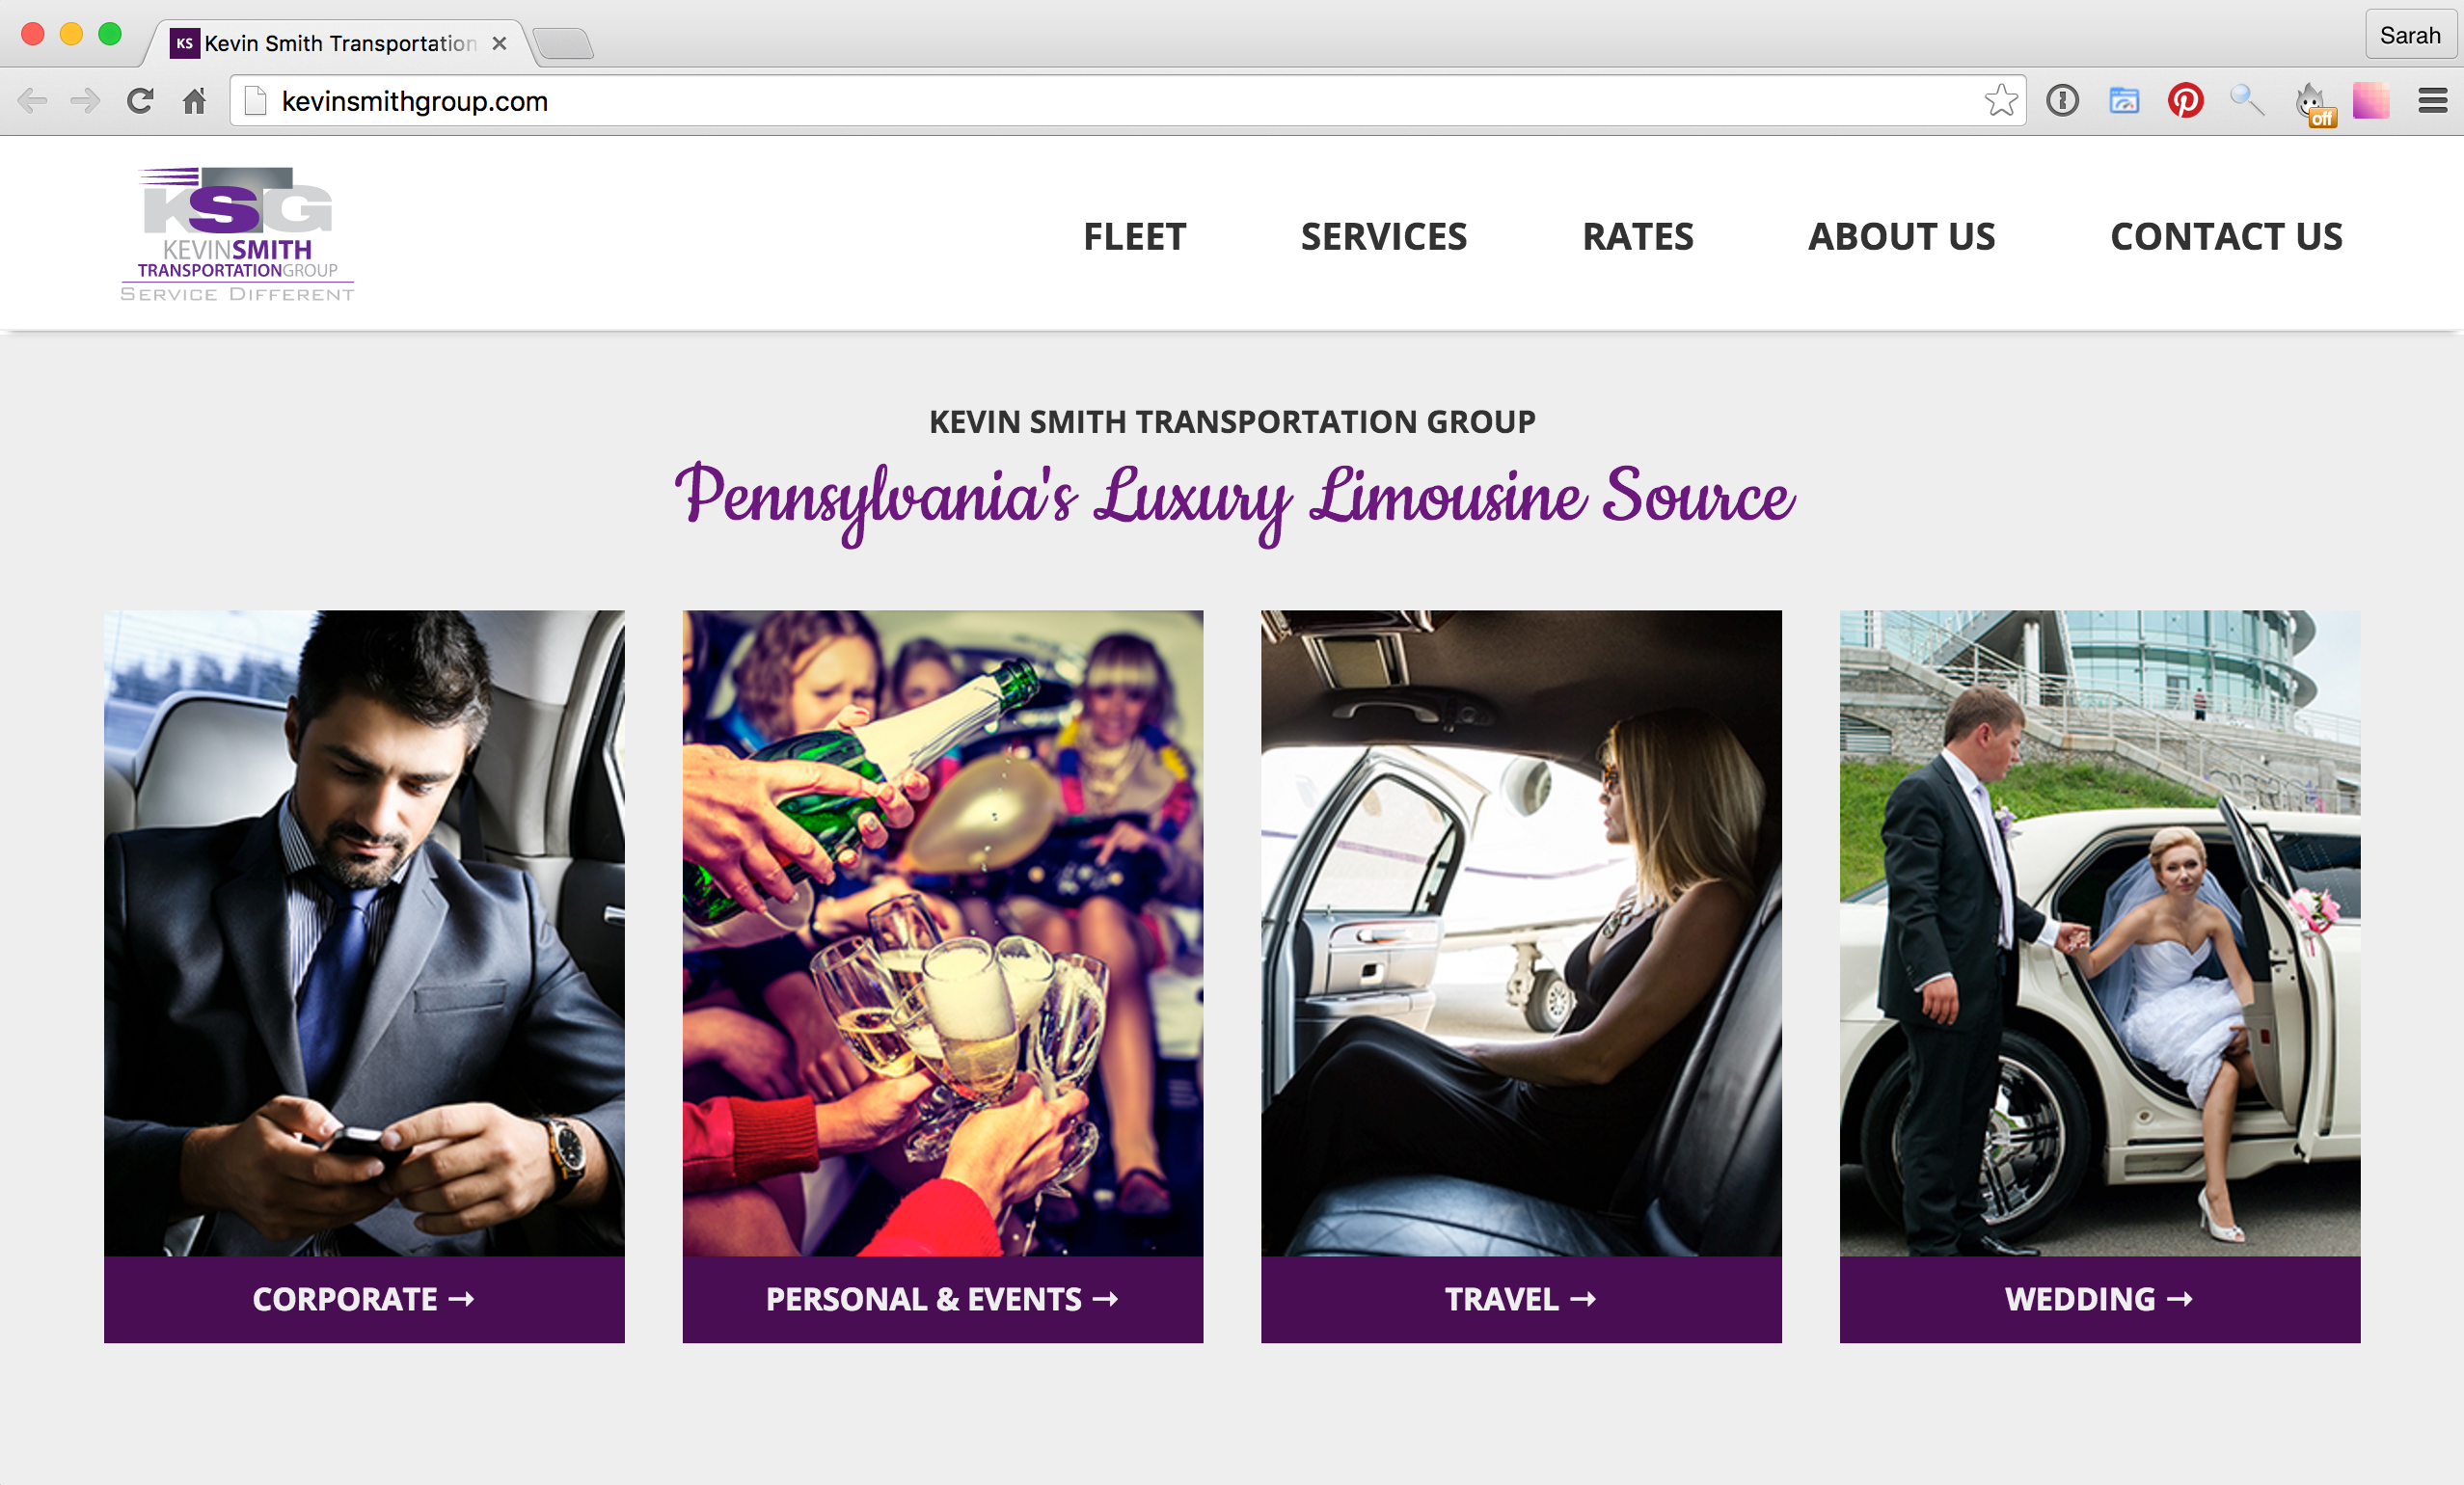 KS Kevin Smith Transportation
Sarah
kevinsmithgroup.com
off
KSG
KEVINSMITH
TRANSPORTATIONGROUP
SERVICE DIFFERENT
FLEET SERVICES RATES ABOUT US CONTACT US
KEVIN SMITH TRANSPORTATION GROUP
Pennsylvania's Luxury Limousine Source
CORPORATE → PERSONAL & EVENTS → TRAVEL → WEDDING →